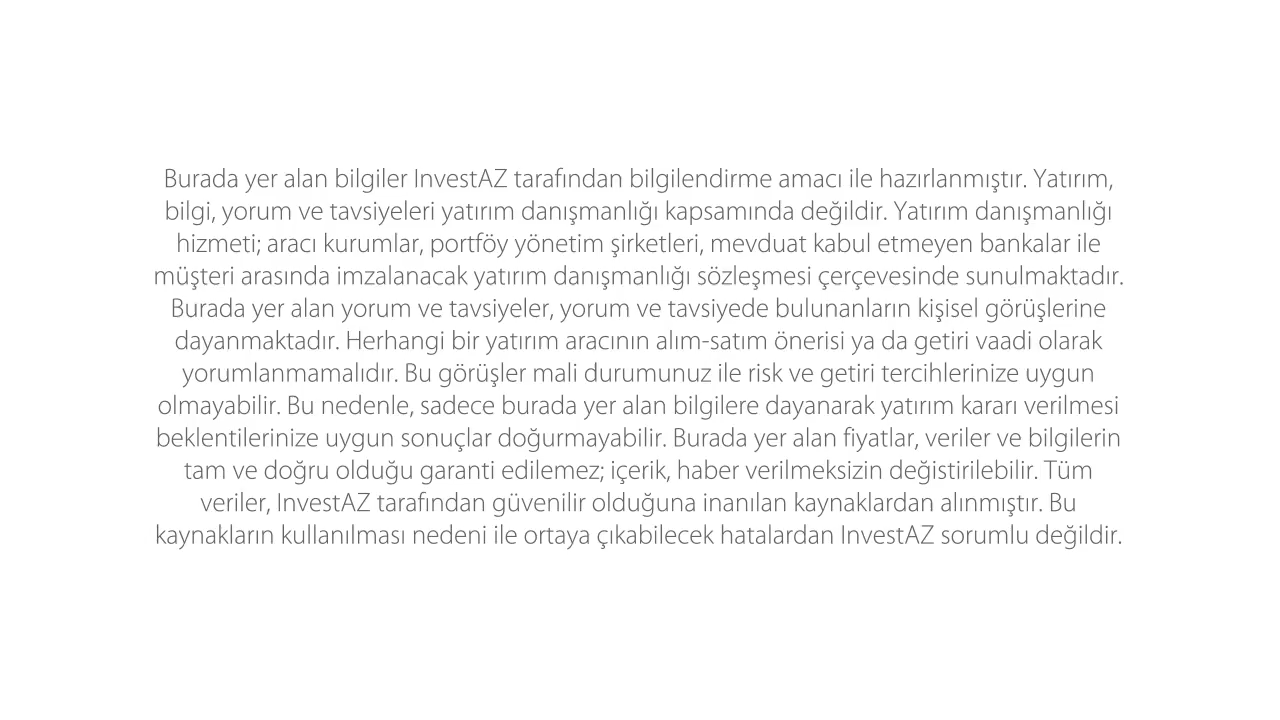 Burada yer alan bilgiler InvestAZ tarafından bilgilendirme amacı ile hazırlanmıştır. Yatırım,
bilgi, yorum ve tavsiyeleri yatırım danışmanlığı kapsamında değildir. Yatırım danışmanlığı
hizmeti; aracı kurumlar, portföy yönetim şirketleri, mevduat kabul etmeyen bankalar ile
müşteri arasında imzalanacak yatırım danışmanlığı sözleşmesi çerçevesinde sunulmaktadır.
Burada yer alan yorum ve tavsiyeler, yorum ve tavsiyede bulunanların kişisel görüşlerine
dayanmaktadır. Herhangi bir yatırım aracının alım-satım önerisi ya da getiri vaadi olarak
yorumlanmamalıdır. Bu görüşler mali durumunuz ile risk ve getiri tercihlerinize uygun
olmayabilir. Bu nedenle, sadece burada yer alan bilgilere dayanarak yatırım kararı verilmesi
beklentilerinize uygun sonuçlar doğurmayabilir. Burada yer alan fiyatlar, veriler ve bilgilerin
tam ve doğru olduğu garanti edilemez; içerik, haber verilmeksizin değistirilebilir. Tüm
veriler, InvestAZ tarafından güvenilir olduğuna inanılan kaynaklardan alınmıştır. Bu
kaynakların kullanılması nedeni ile ortaya çıkabilecek hatalardan InvestAZ sorumlu değildir.